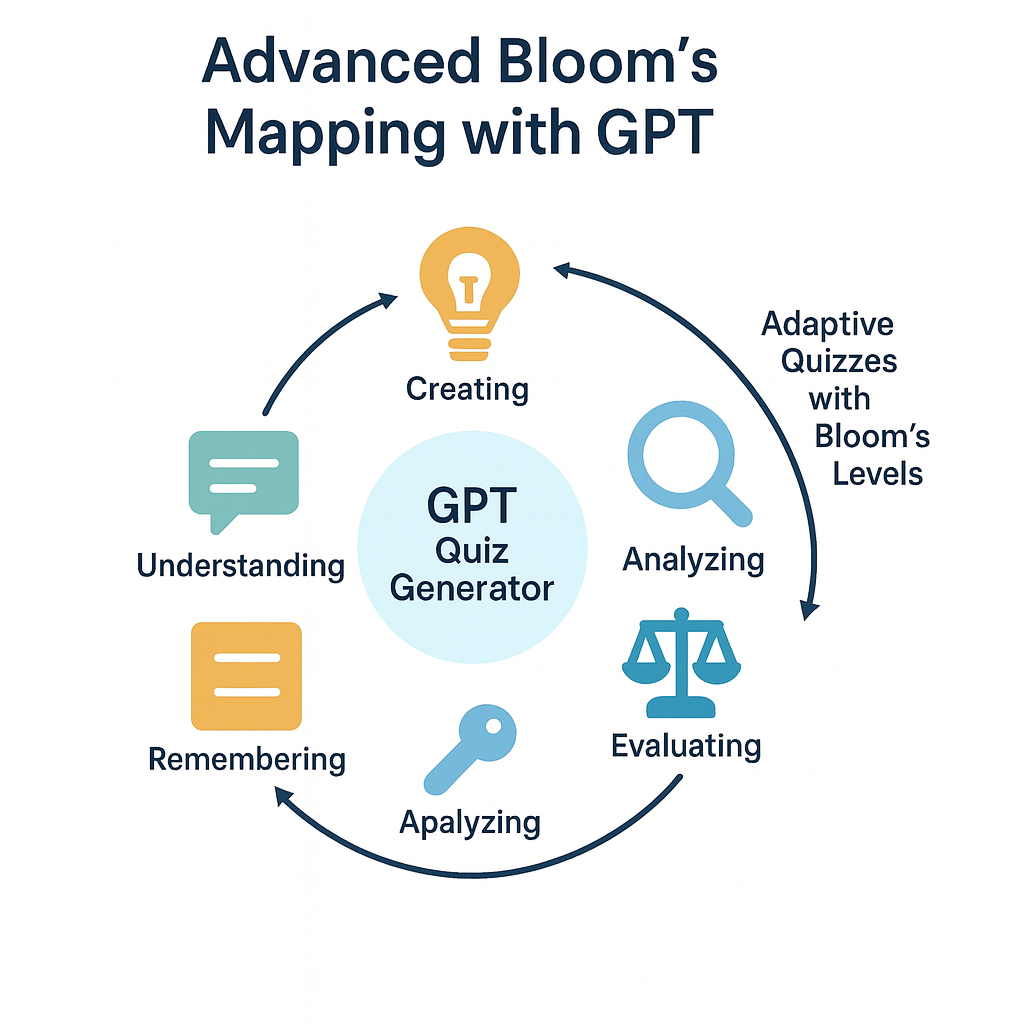 Advanced Bloom's
Mapping with GPT
Creating
Adaptive
Quizzes
with
Bloom's
Levels
Understanding
GPT
Quiz
Generator
Analyzing
Remembering
Apalyzing
Evaluating